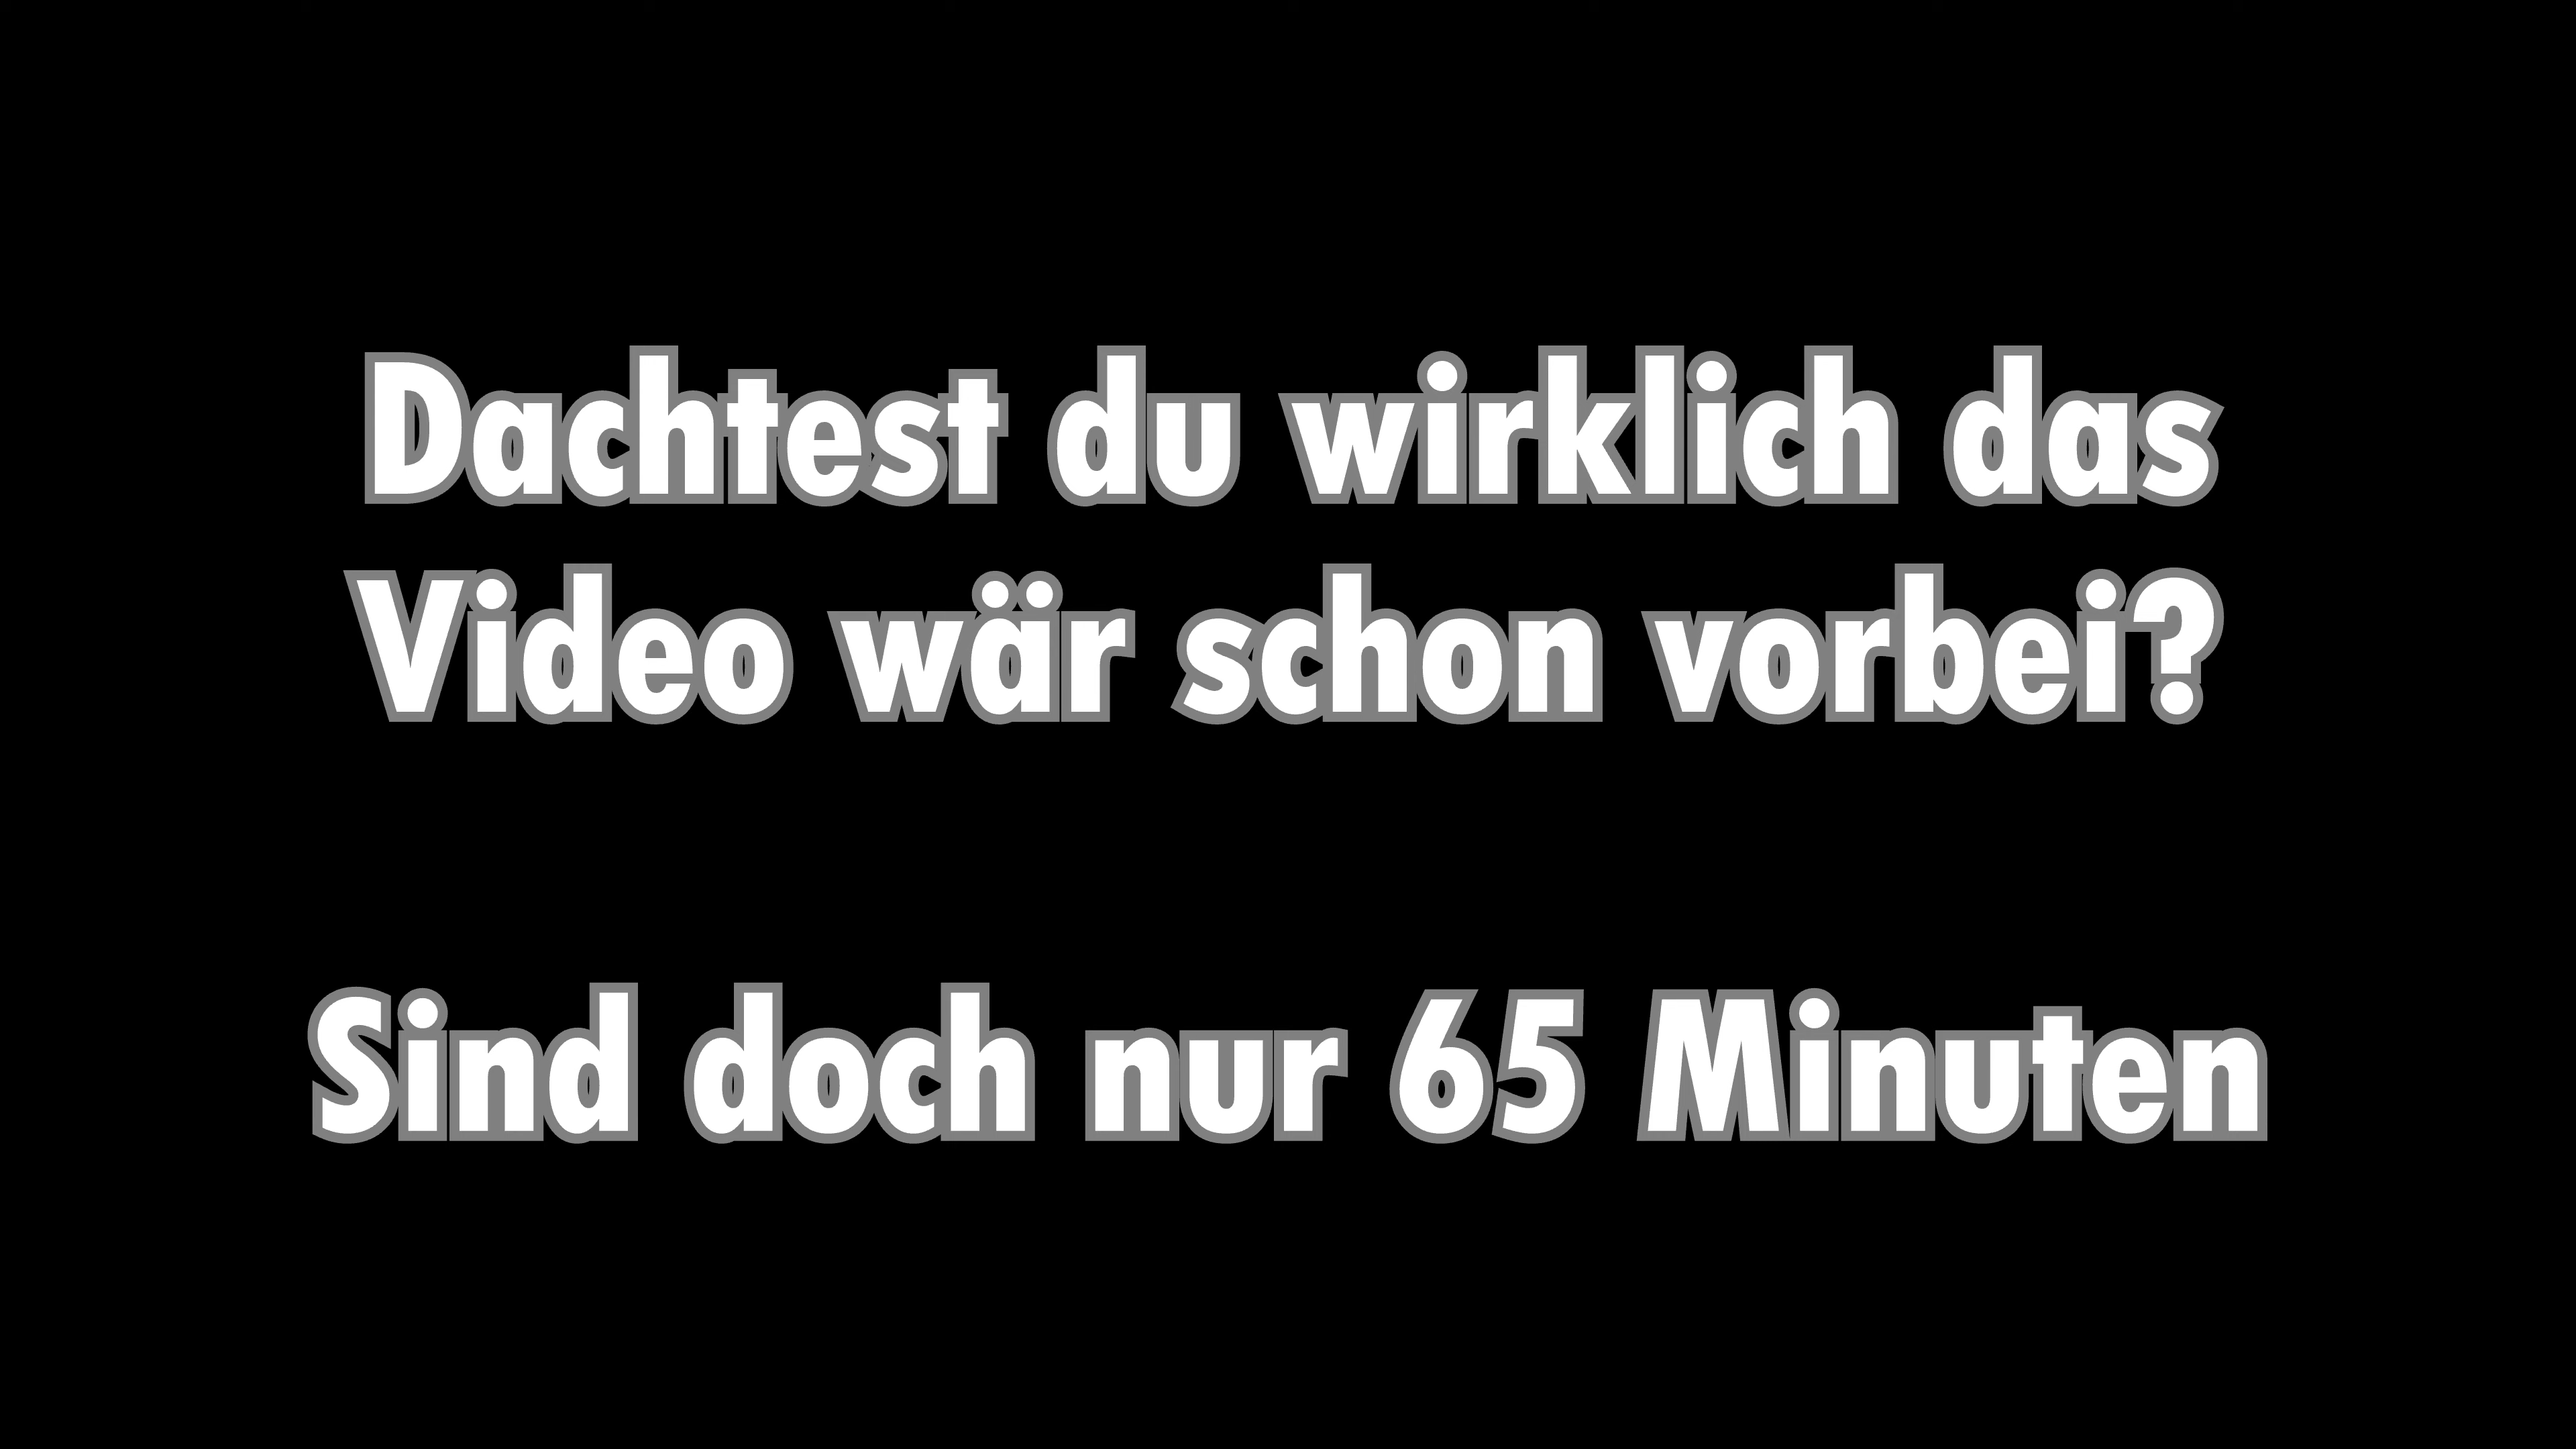 Dachtest du wirklich das
Video wär schon vorbei?
Sind doch nur 65 Minuten